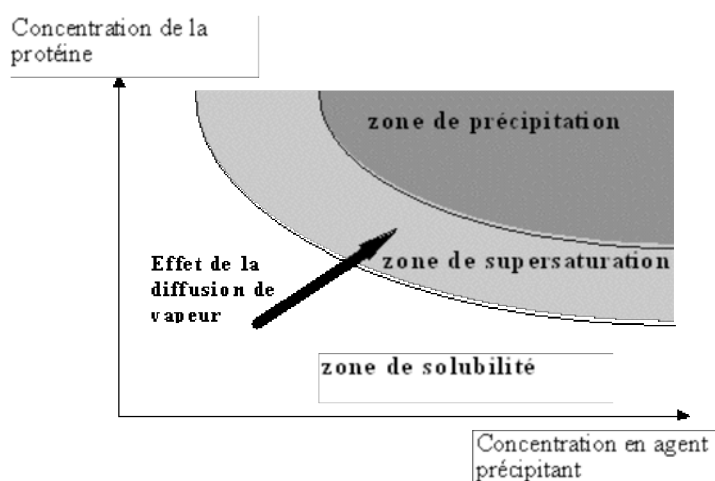 Concentration de la
protéine
zone de précipitation
Effet de la
diffusion de
vapeur
zone de supersaturation
zone de solubilité
Concentration en agent
précipitant